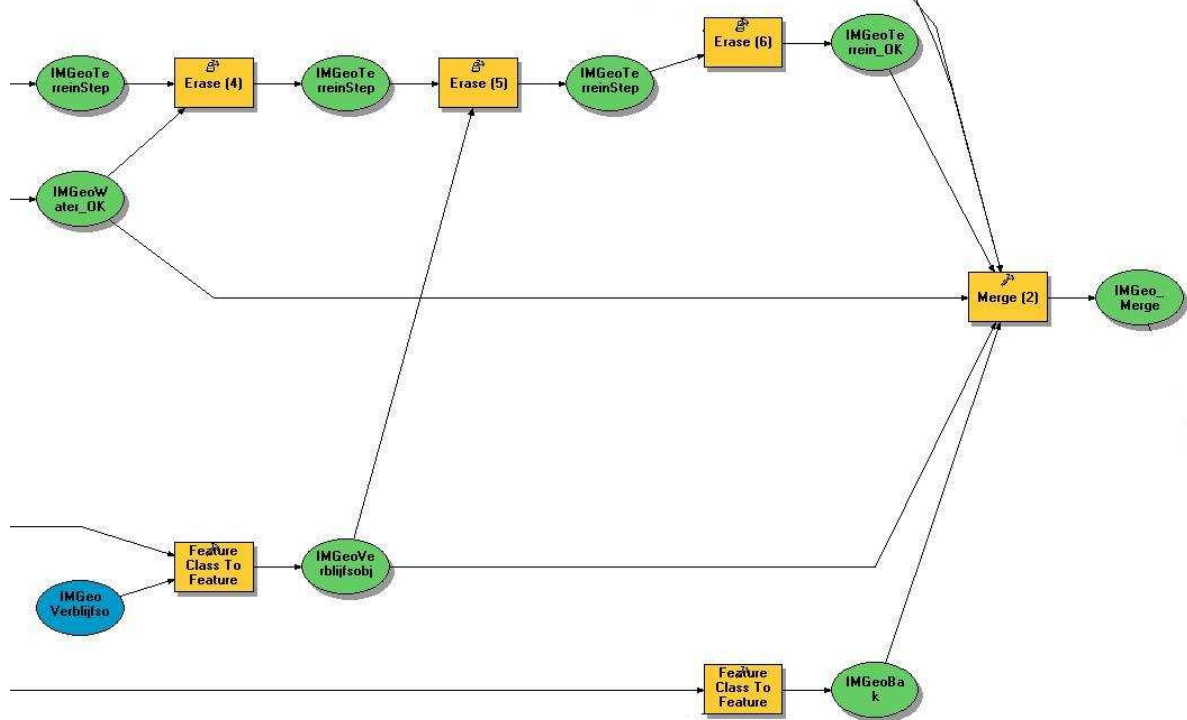 IMGeoTe
rreinStep
Erase (4)
IMGeoTe
rreinStep
Erase (5)
IMGeoTe
rreinStep
Erase (6)
IMGeoTe
rrein_OK
IMGeoW
ater_OK
Merge (2)
IMGeo_
Merge
Feature
Class To
Feature
IMGeoVe
rblijfsobj
IMGeo
Verblijfso
Feature
Class To
Feature
IMGeoBa
k